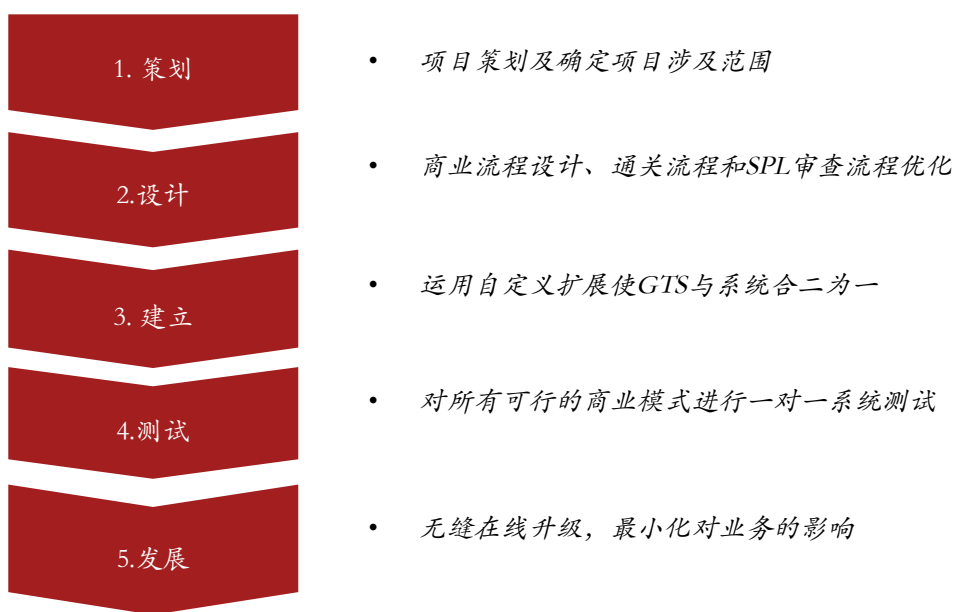 1. 策划
• 项目策划及确定项目涉及范围
2.设计
• 商业流程设计、通关流程和SPL审查流程优化
3. 建立
• 运用自定义扩展使GTS与系统合二为一
4.测试
• 对所有可行的商业模式进行一对一系统测试
5.发展
• 无缝在线升级，最小化对业务的影响